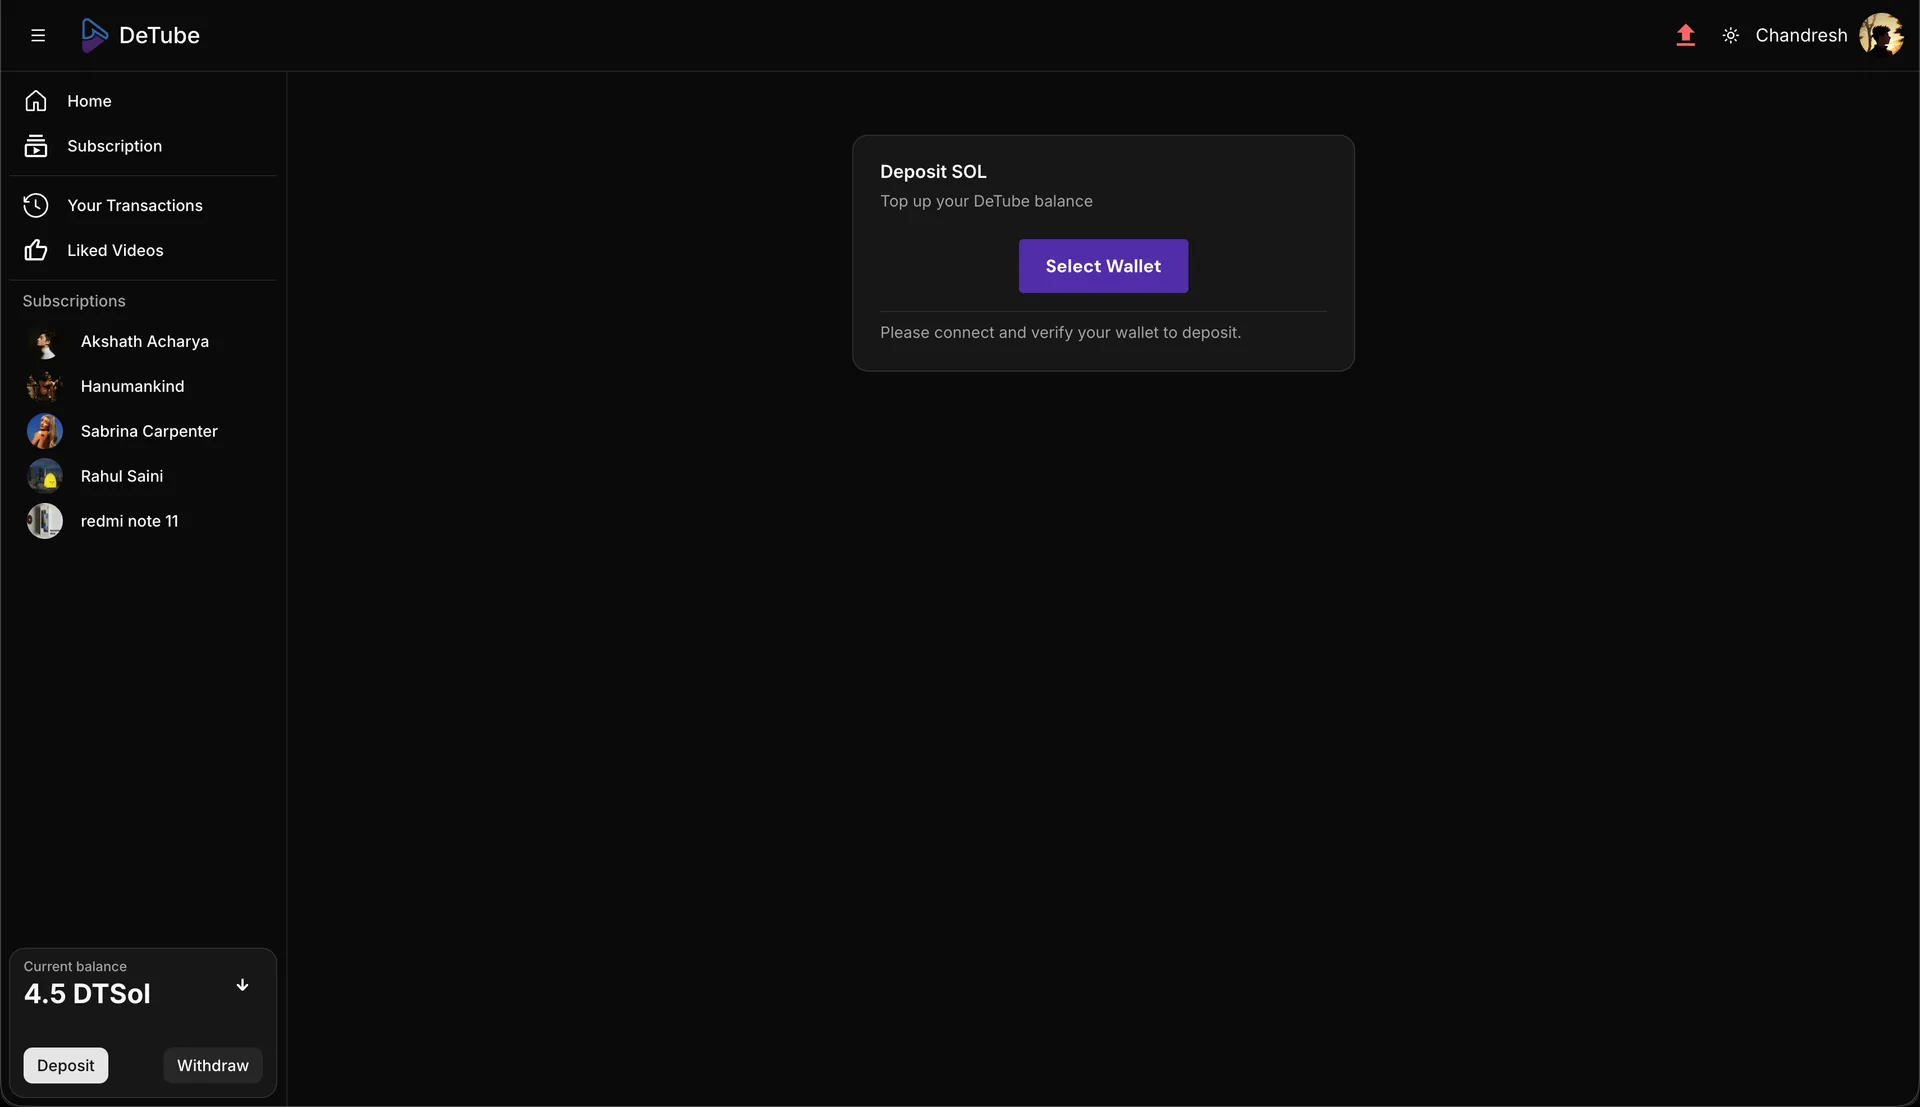 DeTube
Chandresh
Home
Subscription
Your Transactions
Liked Videos
Subscriptions
Akshath Acharya
Hanumankind
Sabrina Carpenter
Rahul Saini
redmi note 11
Current balance
4.5 DTSol
Deposit
Withdraw
Deposit SOL
Top up your DeTube balance
Select Wallet
Please connect and verify your wallet to deposit.